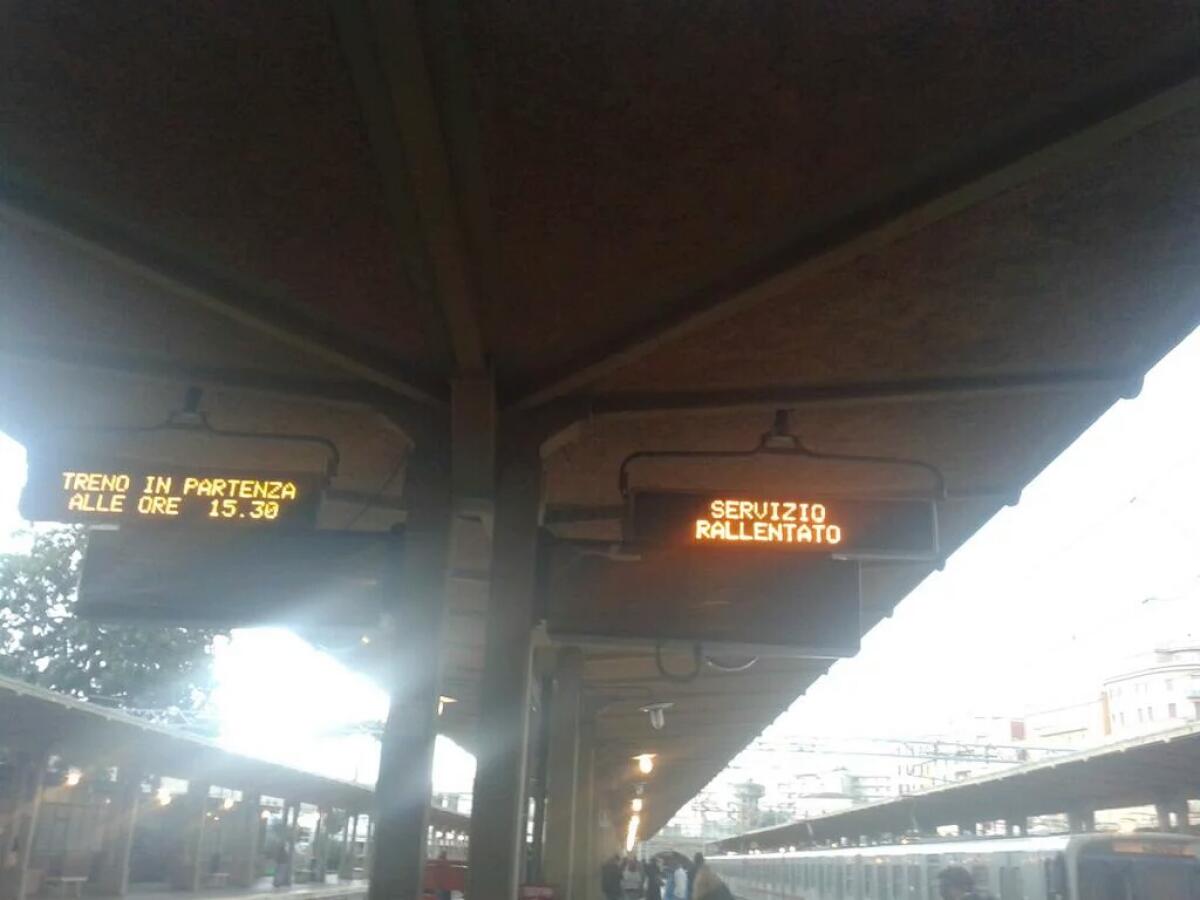 TRENO IN PARTENZA
ALLE ORE 15.30
SERVIZIO
RALLENTATO